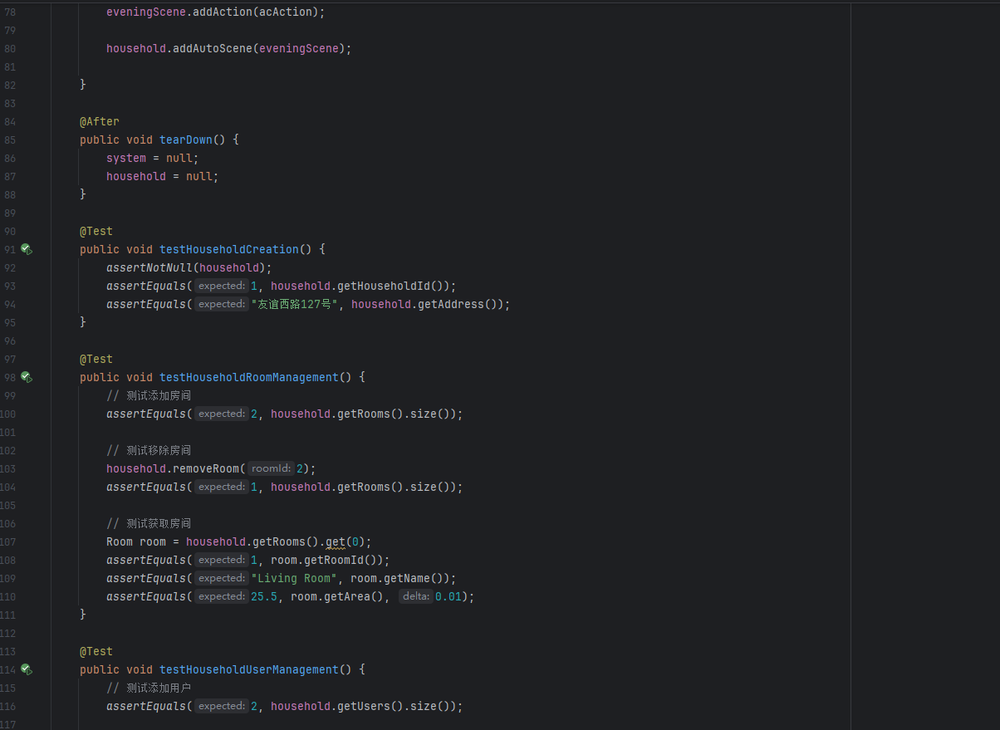 78 eveningScene.addAction(acAction);
79
80 household.addAutoScene(eveningScene);
81
82 }
83
84 @After
85 public void tearDown() {
86 system = null;
87 household = null;
88 }
89
90 @Test
91 public void testHouseholdCreation() {
92 assertNotNull(household);
93 assertEquals( expected: 1, household.getHouseholdId());
94 assertEquals( expected: "友谊西路127号", household.getAddress());
95 }
96
97 @Test
98 public void testHouseholdRoomManagement() {
99 // 测试添加房间
100 assertEquals( expected: 2, household.getRooms().size());
101
102 // 测试移除房间
103 household.removeRoom( roomId: 2);
104 assertEquals( expected: 1, household.getRooms().size());
105
106 // 测试获取房间
107 Room room = household.getRooms().get(0);
108 assertEquals( expected: 1, room.getRoomId());
109 assertEquals( expected: "Living Room", room.getName());
110 assertEquals( expected: 25.5, room.getArea(), delta: 0.01);
111 }
112
113 @Test
114 public void testHouseholdUserManagement() {
115 // 测试添加用户
116 assertEquals( expected: 2, household.getUsers().size());
117